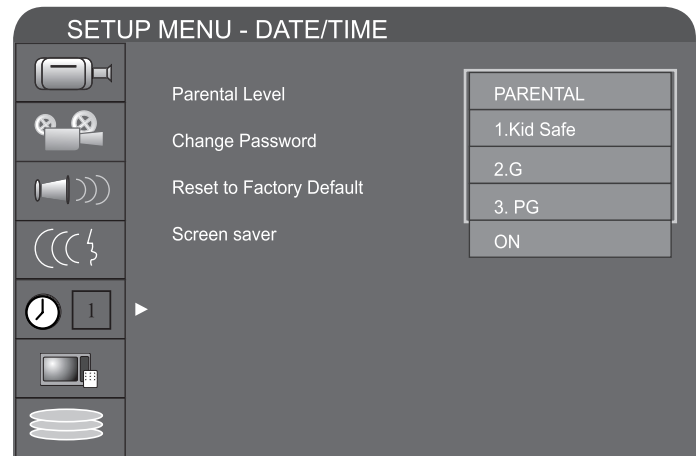 SETUP MENU - DATE/TIME
Parental Level
Change Password
Reset to Factory Default
Screen saver
PARENTAL
1.Kid Safe
2.G
3. PG
ON
1